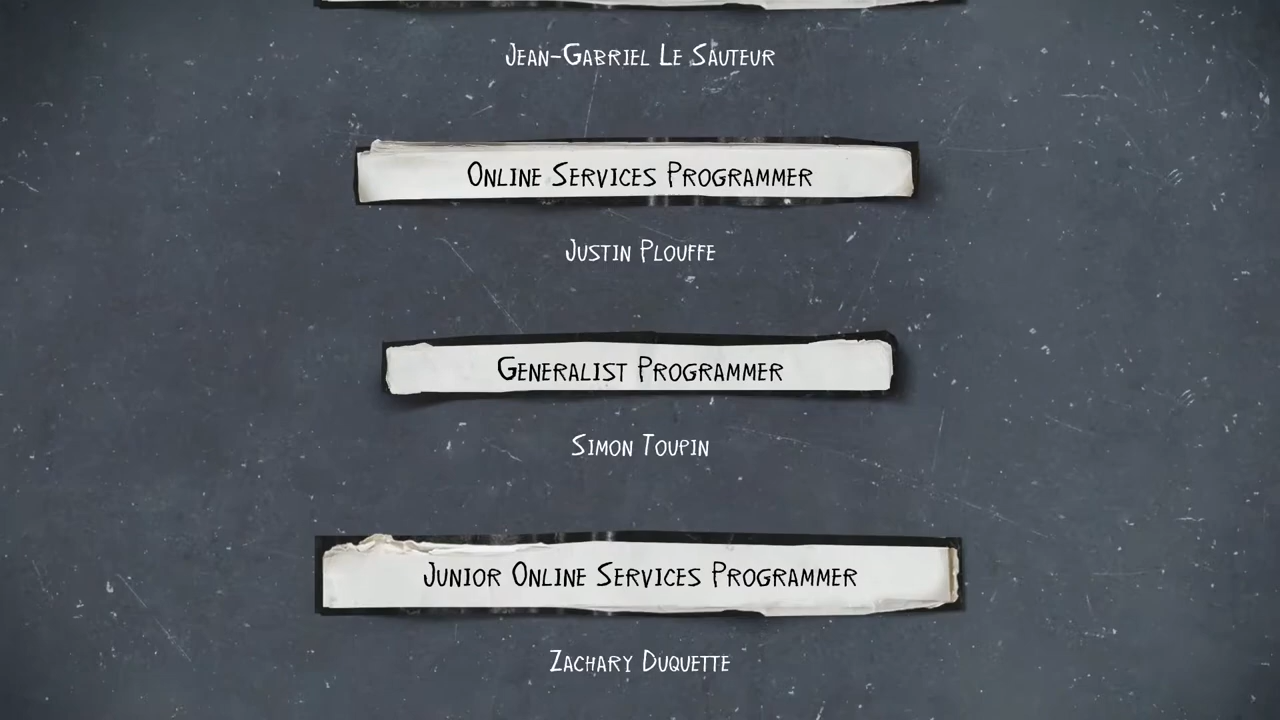 Jean-Gabriel Le Sauteur
Online Services Programmer
Justin Plouffe
Generalist Programmer
Simon Toupin
Junior Online Services Programmer
Zachary Duquette